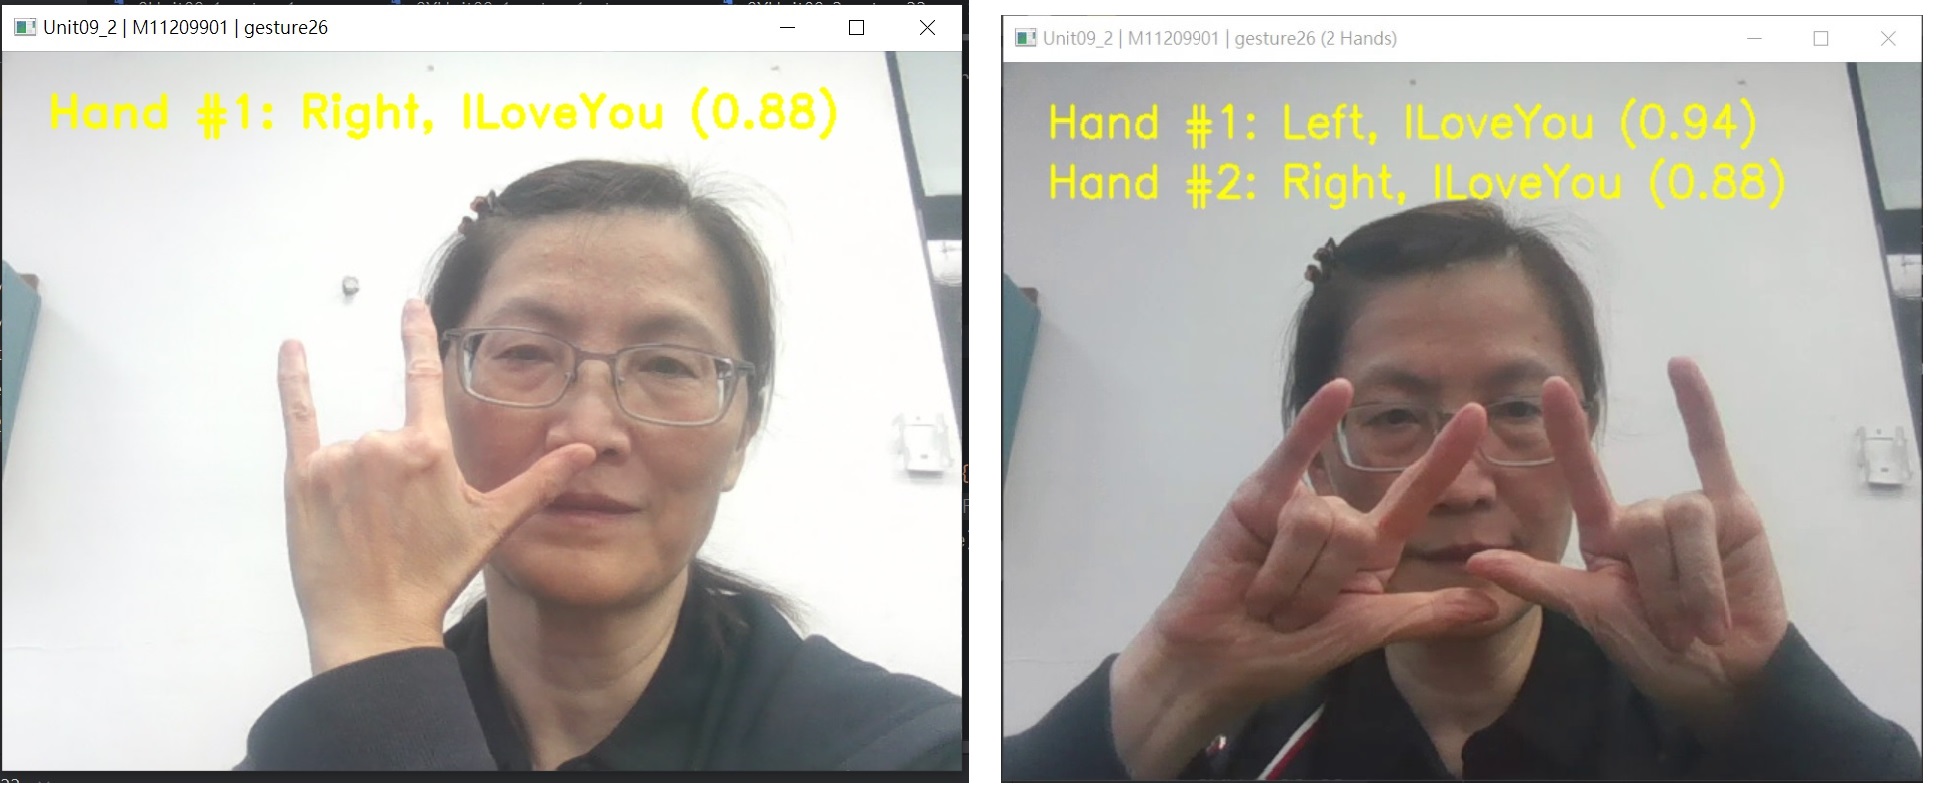 Unit09_2 | M11209901 | gesture26
Hand #1: Right, ILoveYou (0.88)
Unit09_2 | M11209901 | gesture26 (2 Hands)
Hand #1: Left, ILoveYou (0.94)
Hand #2: Right, ILoveYou (0.88)